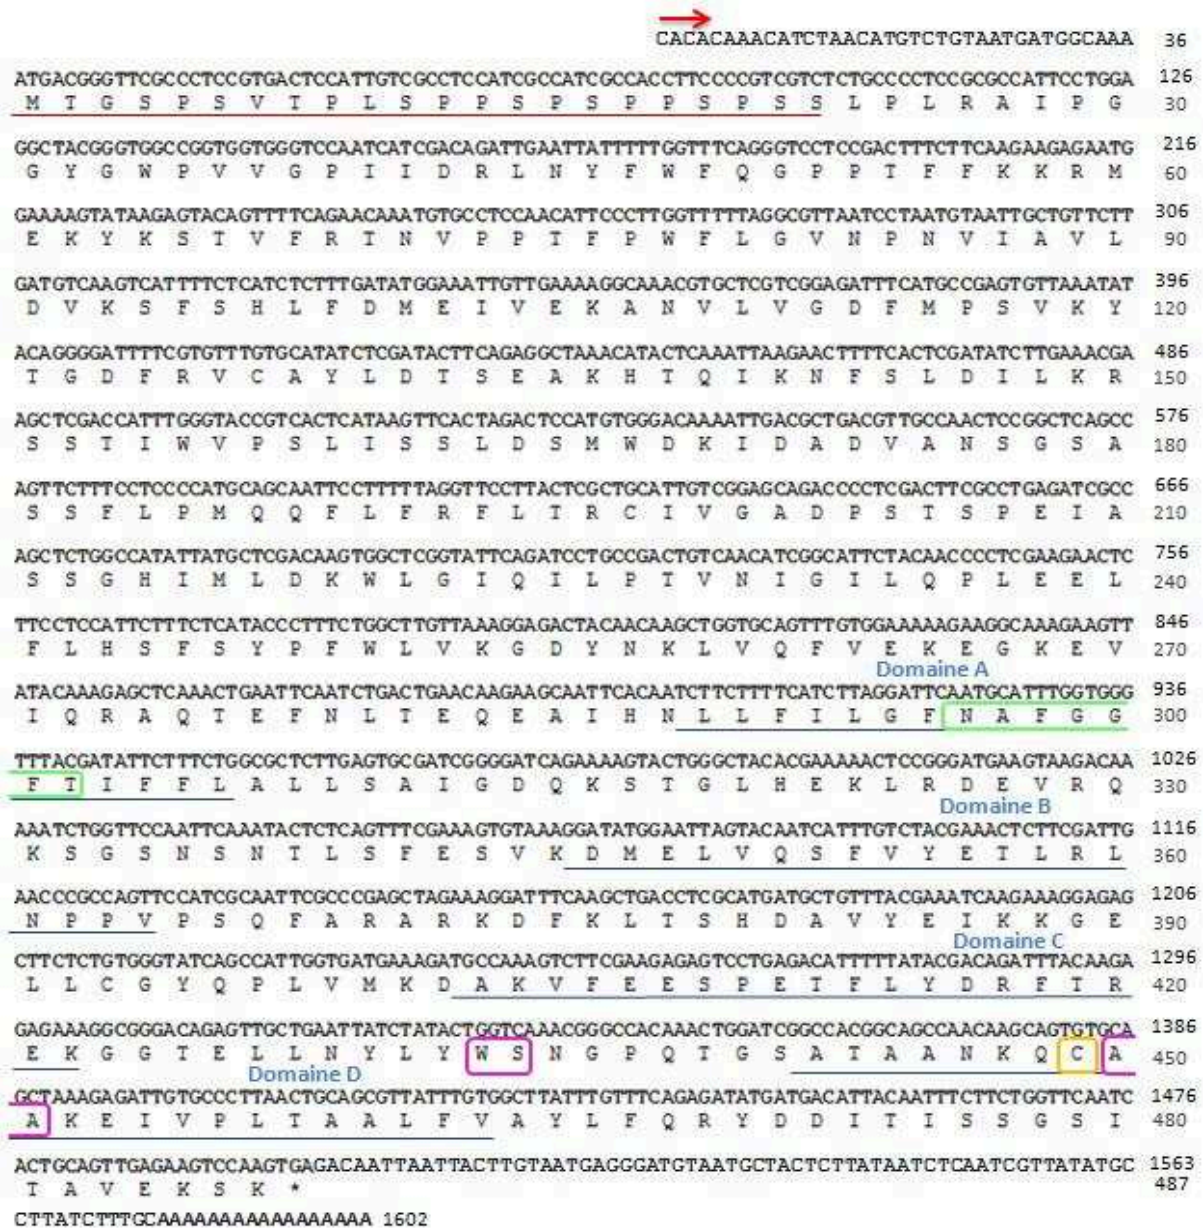 CACACAAACATCTAACATGTCTGTAATGATGGCAAA 36
ATGACGGGTTCGCCCTCCGTGACTCCATTGTCGCCTCCATCGCCATCGCCACCTTCCCCGTCGTCTCTGCCCCTCCGCGCCATTCCTGGA 126
M T G S P S V T P L S P P S P S P P S P S S L P L R A I P G 30
GGCTACGGGTGGCCGGTGGTGGGTCCAATCATCGACAGATTGAATTATTTTTGGTTTCAGGGTCCTCCGACTTTCTTCAAGAAGAGAATG 216
G Y G W P V V G P I I D R L N Y F W F Q G P P T F F K K R M 60
GAAAAGTATAAGAGTACAGTTTTCAGAACAAATGTGCCTCCAACATTCCCTTGGTTTTTAGGCGTTAATCCTAATGTAATTGCTGTTCTT 306
E K Y K S T V F R T N V P P T F P W F L G V N P N V I A V L 90
GATGTCAAGTCATTTTCTCATCTCTTTGATATGGAAATTGTTGAAAAGGCAAACGTGCTCGTCGGAGATTTCATGCCGAGTGTTAAATAT 396
D V K S F S H L F D M E I V E K A N V L V G D F M P S V K Y 120
ACAGGGGATTTTCGTGTTTGTGCATATCTCGATACTTCAGAGGCTAAACATACTCAAATTAAGAACTTTTCACTCGATATCTTGAAACGA 486
T G D F R V C A Y L D T S E A K H T Q I K N F S L D I L K R 150
AGCTCGACCATTTGGGTACCGTCACTCATAAGTTCACTAGACTCCATGTGGGACAAAATTGACGCTGACGTTGCCAACTCCGGCTCAGCC 576
S S T I W V P S L I S S L D S M W D K I D A D V A N S G S A 180
AGTTCTTTCCTCCCCATGCAGCAATTCCTTTTTAGGTTCCTTACTCGCTGCATTGTCGGAGCAGACCCCTCGACTTCGCCTGAGATCGCC 666
S S F L P M Q Q F L F R F L T R C I V G A D P S T S P E I A 210
AGCTCTGGCCATATTATGCTCGACAAGTGGCTCGGTATTCAGATCCTGCCGACTGTCAACATCGGCATTCTACAACCCCTCGAAGAACTC 756
S S G H I M L D K W L G I Q I L P T V N I G I L Q P L E E L 240
TTCCTCCATTCTTTCTCATACCCTTTCTGGCTTGTTAAAGGAGACTACAACAAGCTGGTGCAGTTTGTGGAAAAAGAAGGCAAAGAAGTT 846
F L H S F S Y P F W L V K G D Y N K L V Q F V E K E G K E V 270
Domaine A
ATACAAAGAGCTCAAACTGAATTCAATCTGACTGAACAAGAAGCAATTCACAATCTTCTTTTCATCTTAGGATTCAATGCATTTGGTGGG 936
I Q R A Q T E F N L T E Q E A I H N L L F I L G F N A F G G 300
TTTACGATATTCTTTCTGGCGCTCTTGAGTGCGATCGGGGATCAGAAAAGTACTGGGCTACACGAAAAACTCCGGGATGAAGTAAGACAA 1026
F T I F F L A L L S A I G D Q K S T G L H E K L R D E V R Q 330
Domaine B
AAATCTGGTTCCAATTCAAATACTCTCAGTTTCGAAAGTGTAAAGGATATGGAATTAGTACAATCATTTGTCTACGAAACTCTTCGATTG 1116
K S G S N S N T L S F E S V K D M E L V Q S F V Y E T L R L 360
AACCCGCCAGTTCCATCGCAATTCGCCCGAGCTAGAAAGGATTTCAAGCTGACCTCGCATGATGCTGTTTACGAAATCAAGAAAGGAGAG 1206
N P P V P S Q F A R A R K D F K L T S H D A V Y E I K K G E 390
Domaine C
CTTCTCTGTGGGTATCAGCCATTGGTGATGAAAGATGCCAAAGTCTTCGAAGAGAGTCCTGAGACATTTTTATACGACAGATTTACAAGA 1296
L L C G Y Q P L V M K D A K V F E E S P E T F L Y D R F T R 420
GAGAAAGGCGGGACAGAGTTGCTGAATTATCTATACTGGTCAAACGGGCCACAAACTGGATCGGCCACGGCAGCCAACAAGCAGTGTGCA 1386
E K G G T E L L N Y L Y W S N G P Q T G S A T A A N K Q C A 450
Domaine D
GCTAAAGAGATTGTGCCCTTAACTGCAGCGTTATTTGTGGCTTATTTGTTTCAGAGATATGATGACATTACAATTTCTTCTGGTTCAATC 1476
A K E I V P L T A A L F V A Y L F Q R Y D D I T I S S G S I 480
ACTGCAGTTGAGAAGTCCAAGTGAGACAATTAATTACTTGTAATGAGGGATGTAATGCTACTCTTATAATCTCAATCGTTATATGC 1563
T A V E K S K * 487
CTTATCTTTGCAAAAAAAAAAAAAAAAA 1602